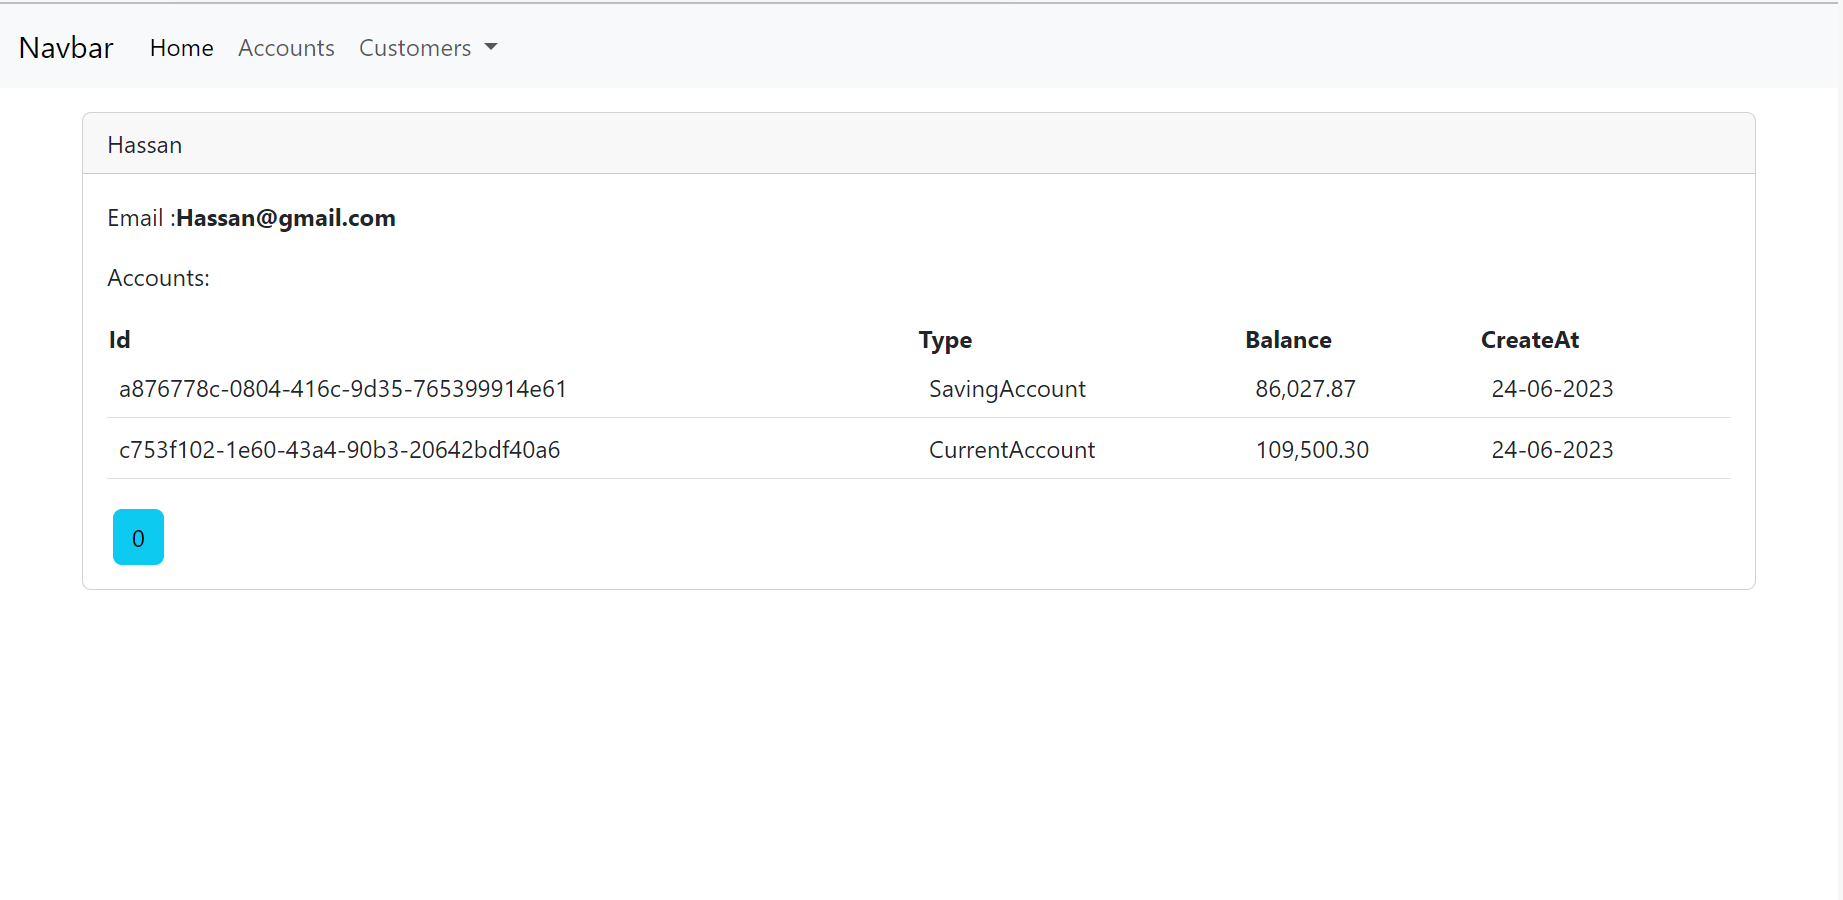 Navbar Home Accounts Customers
Hassan
Email :Hassan@gmail.com
Accounts:
Id Type Balance CreateAt
a876778c-0804-416c-9d35-765399914e61 SavingAccount 86,027.87 24-06-2023
c753f102-1e60-43a4-90b3-20642bdf40a6 CurrentAccount 109,500.30 24-06-2023
0